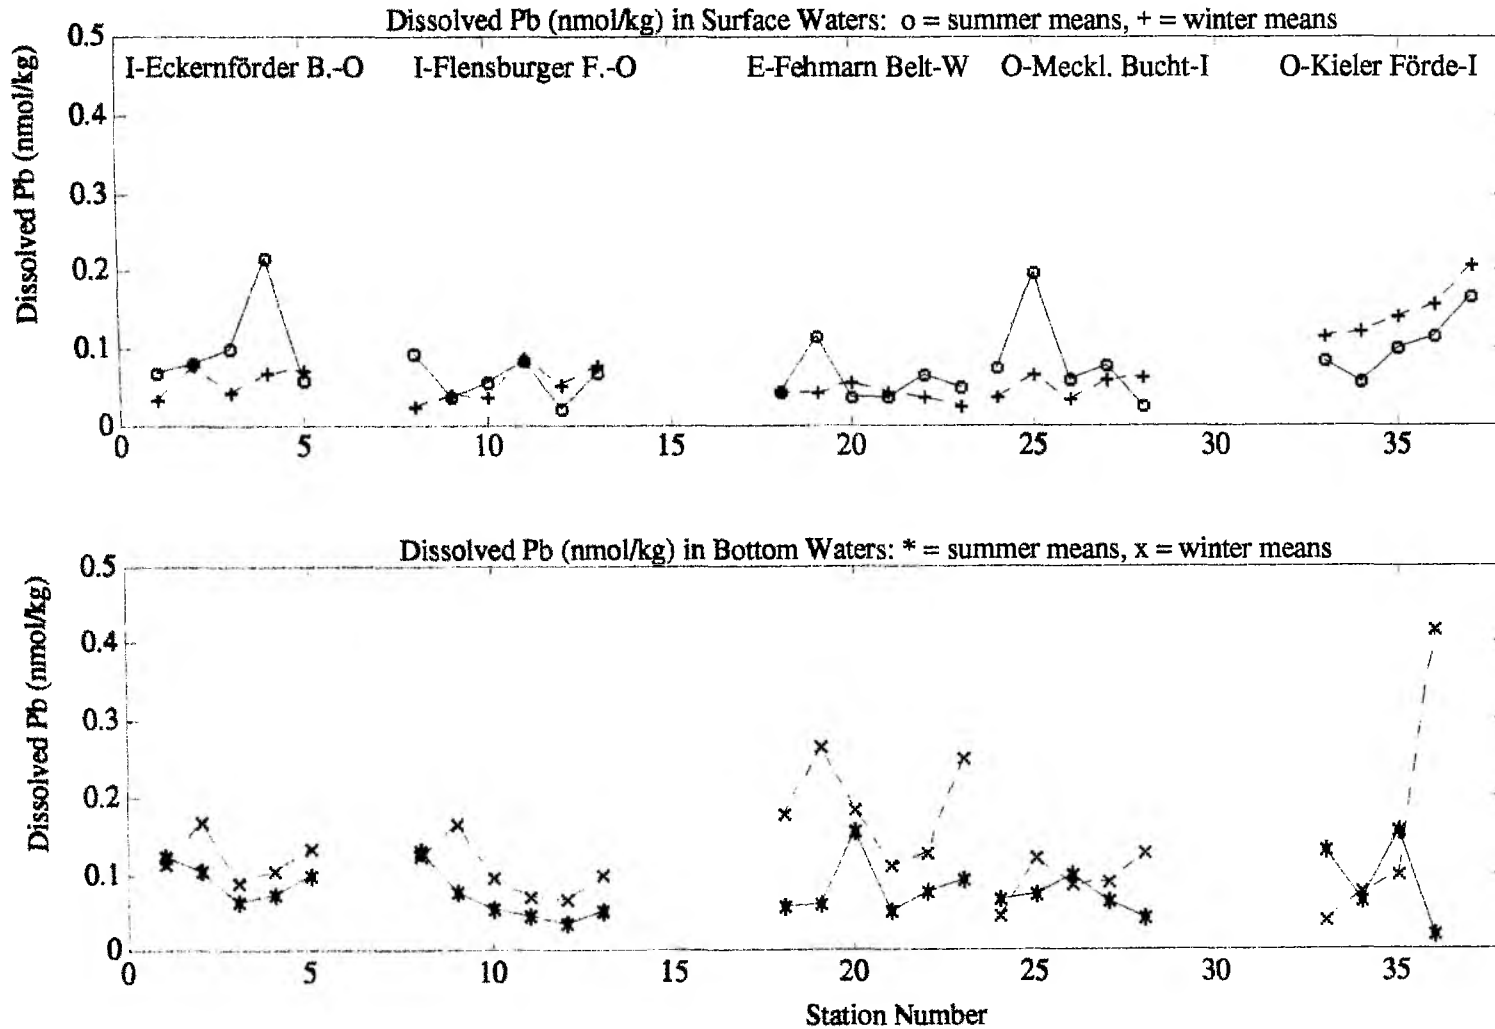 Dissolved Pb (nmol/kg) in Surface Waters: o = summer means, + = winter means
Dissolved Pb (nmol/kg)
0.5
0.4
0.3
0.2
0.1
0
I-Eckernförder B.-O
I-Flensburger F.-O
E-Fehmarn Belt-W
O-Meckl. Bucht-I
O-Kieler Förde-I
0 5 10 15 20 25 30 35
Dissolved Pb (nmol/kg) in Bottom Waters: * = summer means, x = winter means
Dissolved Pb (nmol/kg)
0.5
0.4
0.3
0.2
0.1
0
0 5 10 15 20 25 30 35
Station Number